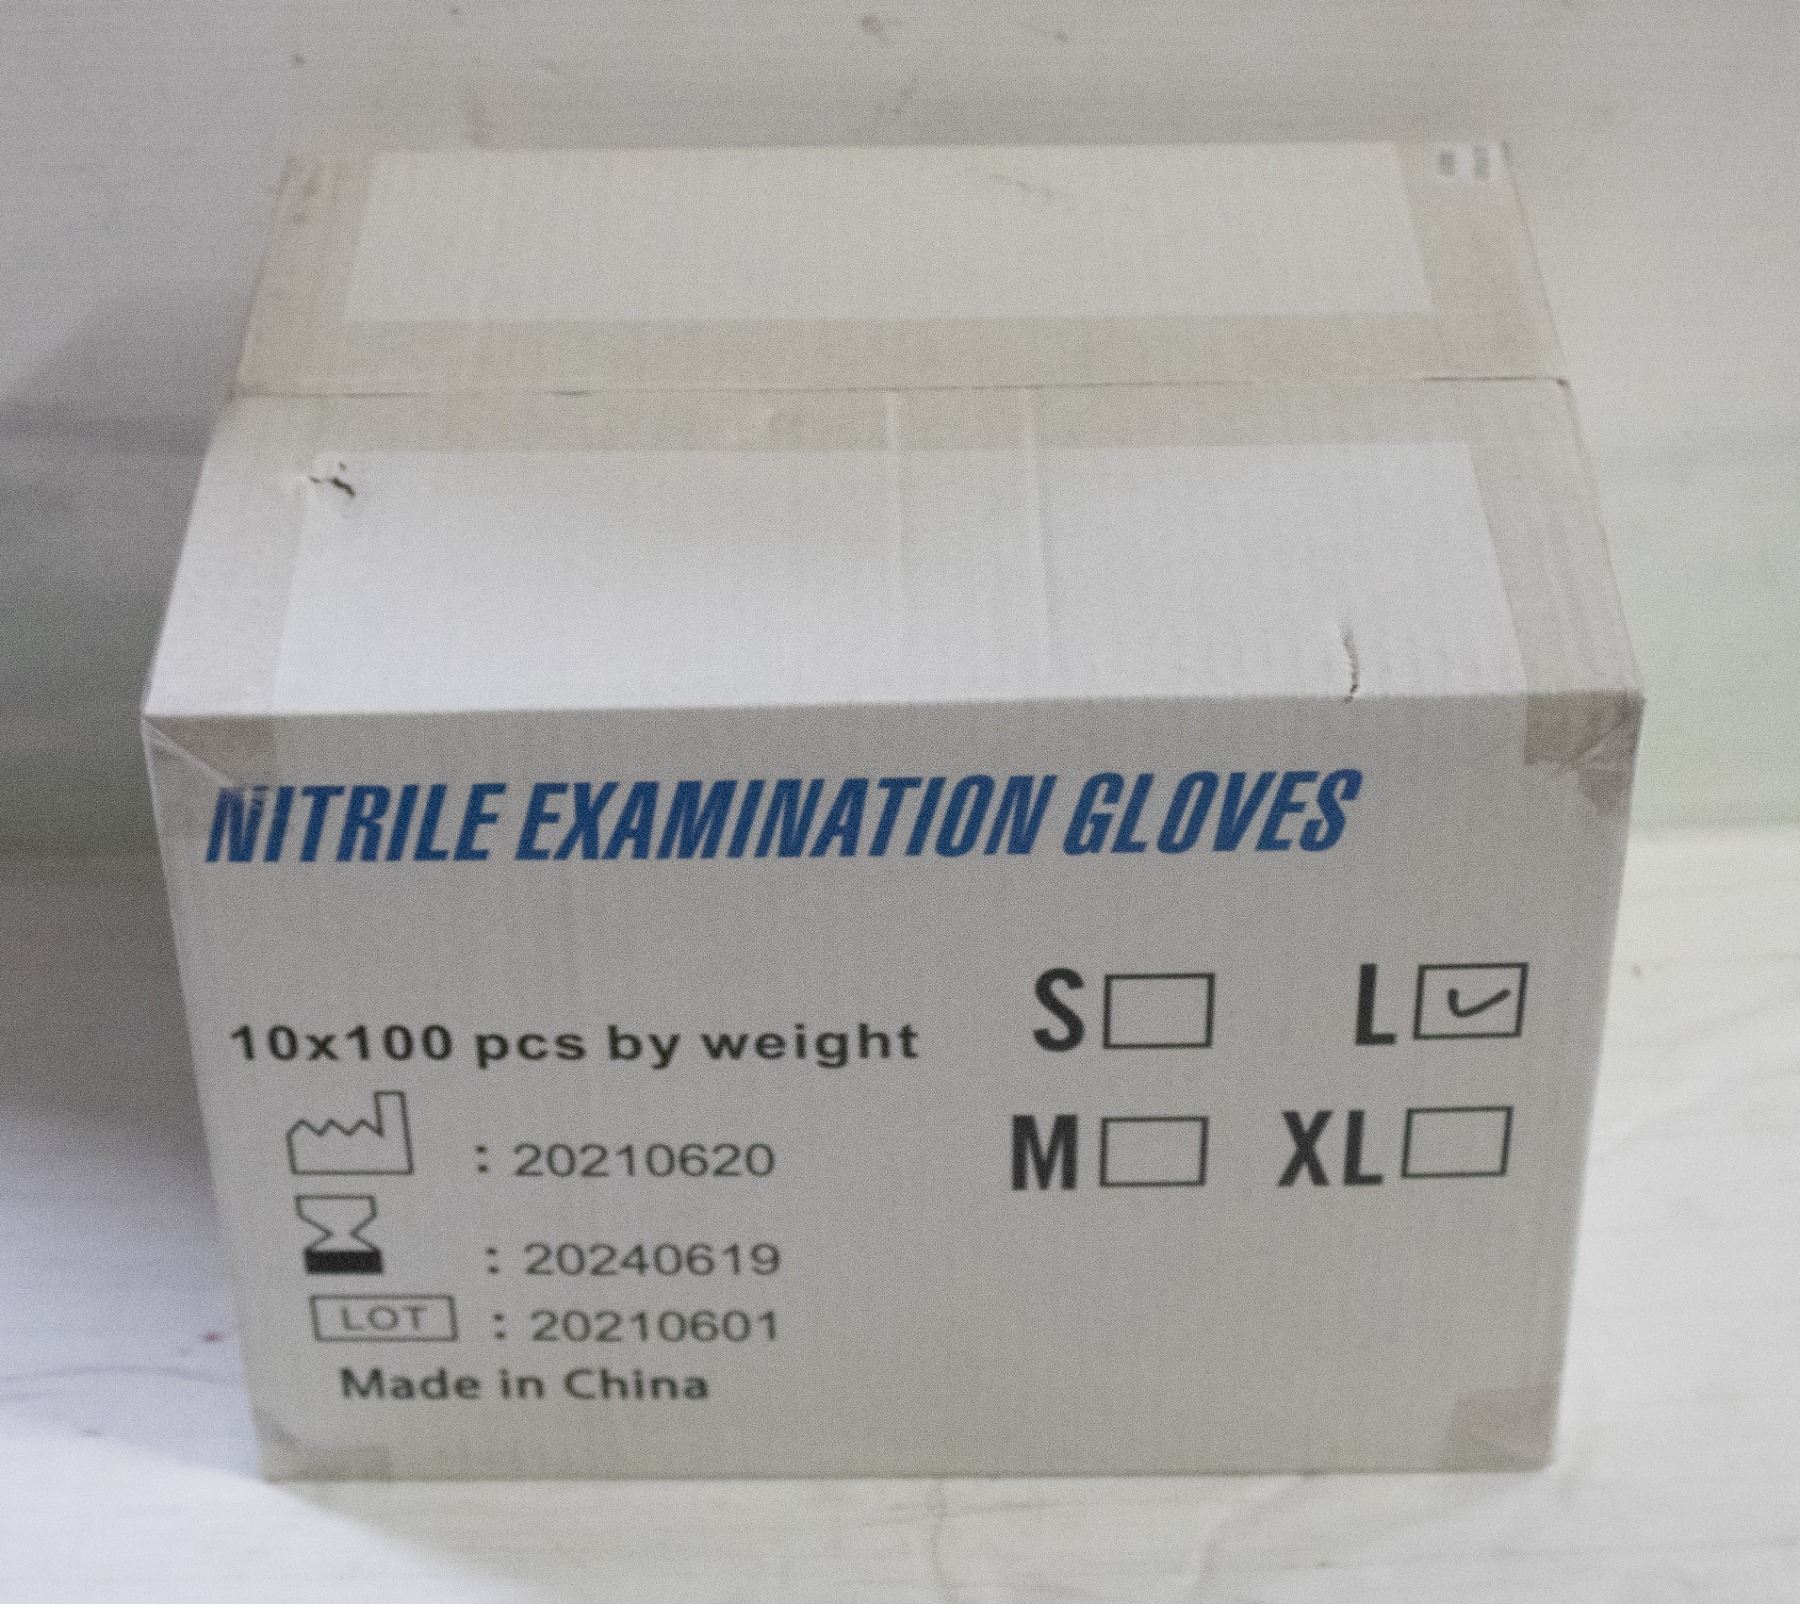 NITRILE EXAMINATION GLOVES
10x100 pcs by weight
S L
M XL
: 20210620
: 20240619
LOT : 20210601
Made in China